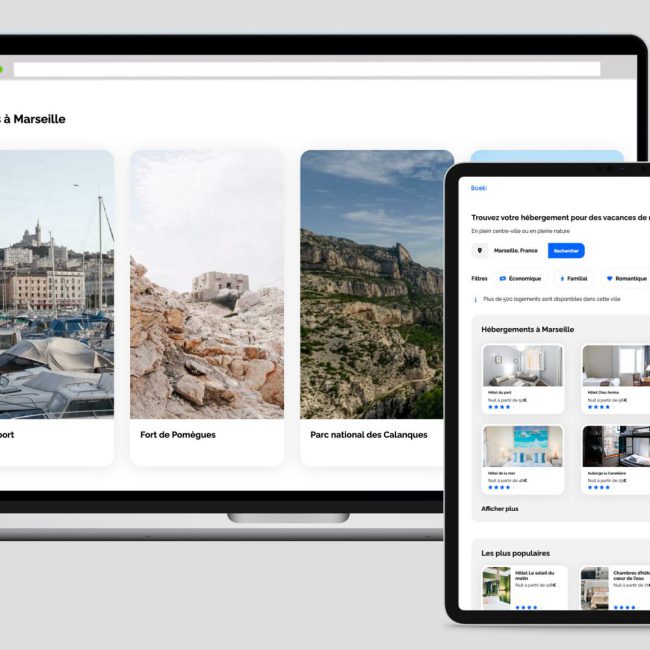 s à Marseille
port
Fort de Pomègues
Parc national des Calanques
Booki
Trouvez votre hébergement pour des vacances de
En plein centre-ville ou en pleine nature
Marseille, France
Rechercher
Filtres
Économique
Familial
Romantique
Plus de 500 logements sont disponibles dans cette ville
Hébergements à Marseille
Hôtel du port
Nuit à partir de 52€
Hôtel Chez Amina
Nuit à partir de 96€
Hôtel de la mer
Nuit à partir de 46€
Auberge la Canebière
Nuit à partir de 25€
Afficher plus
Les plus populaires
Hôtel Le soleil du
matin
Nuit à partir de 128€
Chambres d'hôte
cœur de l'eau
Nuit à partir de 71€